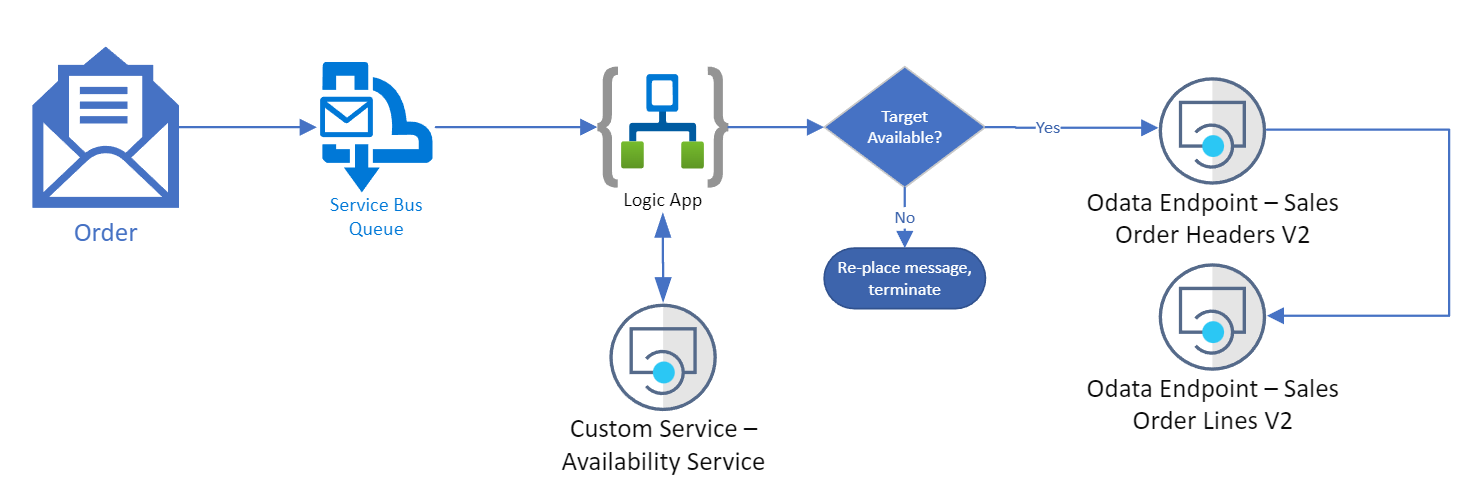 Order
Service Bus
Queue
Logic App
Custom Service –
Availability Service
Target
Available?
Yes
No
Re-place message,
terminate
Odata Endpoint – Sales
Order Headers V2
Odata Endpoint – Sales
Order Lines V2